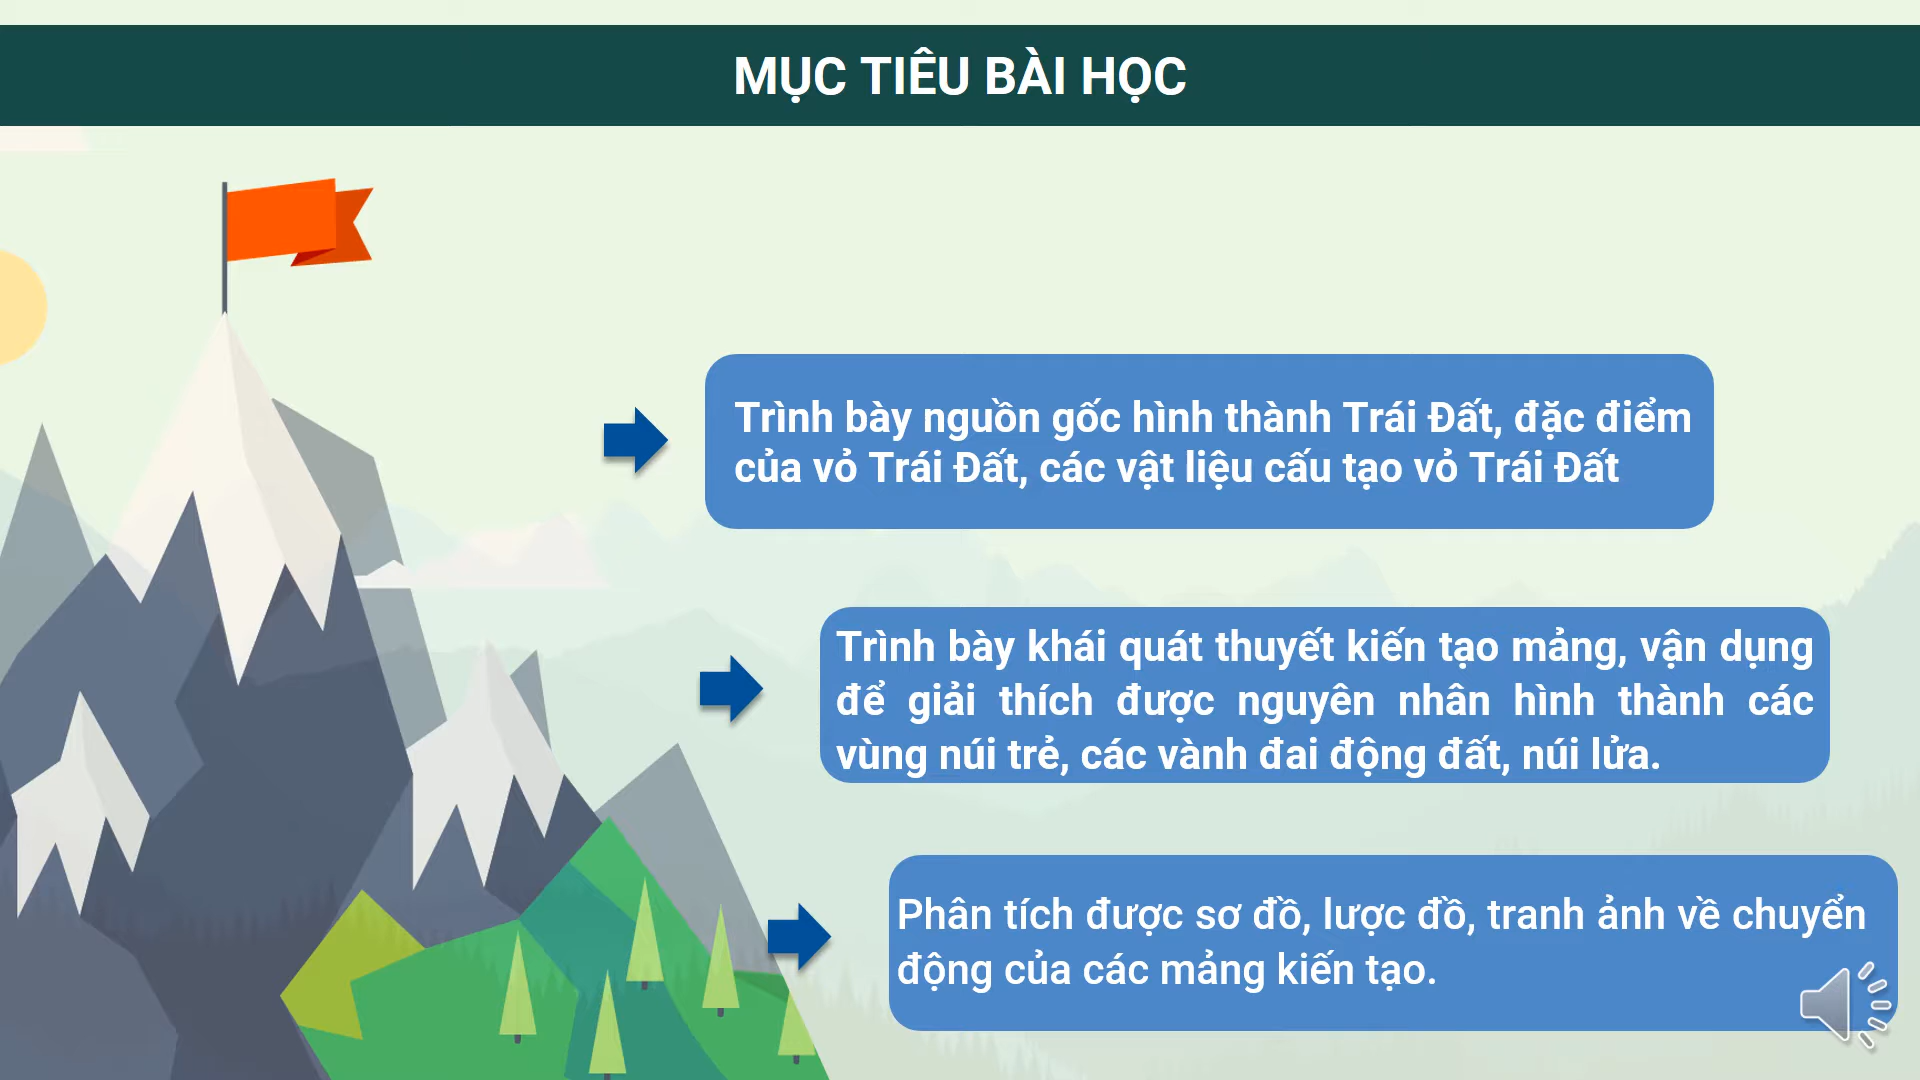 MỤC TIÊU BÀI HỌC
Trình bày nguồn gốc hình thành Trái Đất, đặc điểm
của vỏ Trái Đất, các vật liệu cấu tạo vỏ Trái Đất
Trình bày khái quát thuyết kiến tạo mảng, vận dụng
để giải thích được nguyên nhân hình thành các
vùng núi trẻ, các vành đai động đất, núi lửa.
Phân tích được sơ đồ, lược đồ, tranh ảnh về chuyển
động của các mảng kiến tạo.